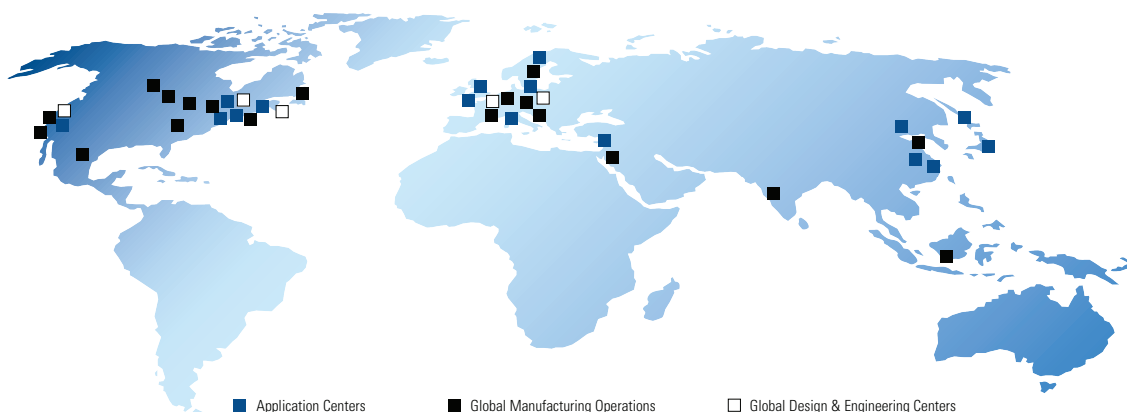 Application Centers
Global Manufacturing Operations
Global Design & Engineering Centers